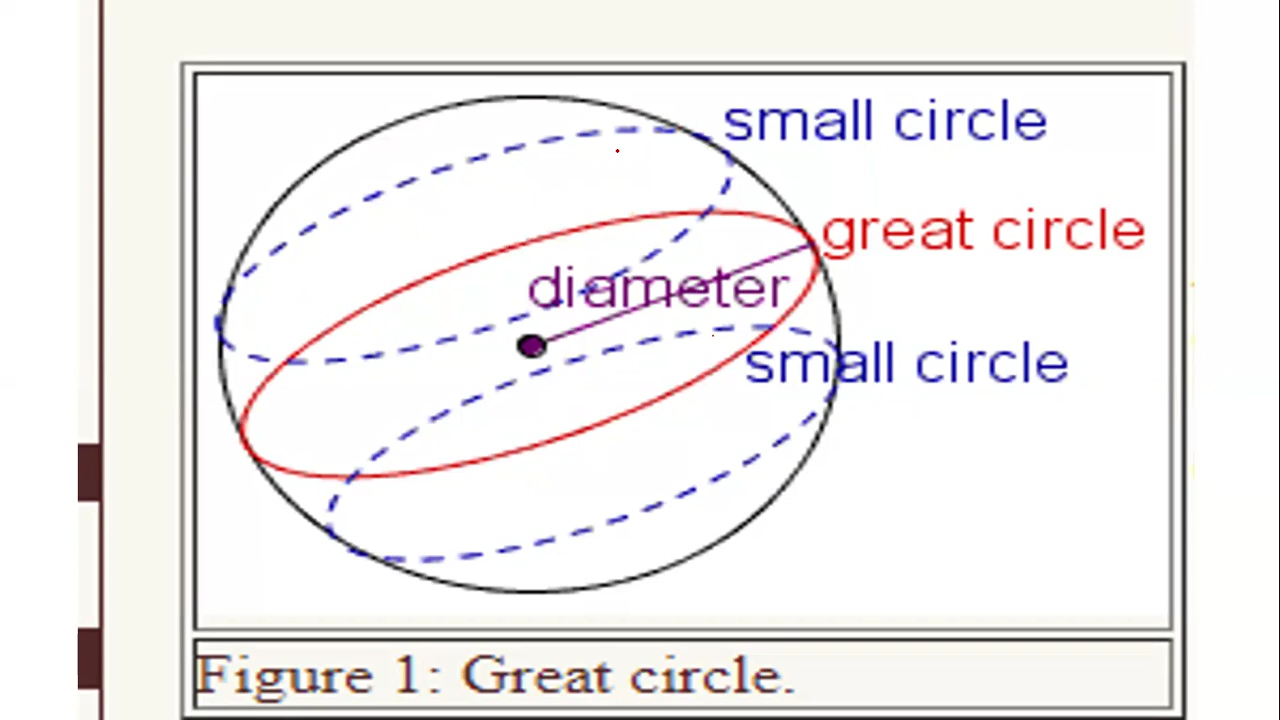 small circle
great circle
diameter
small circle
Figure 1: Great circle.